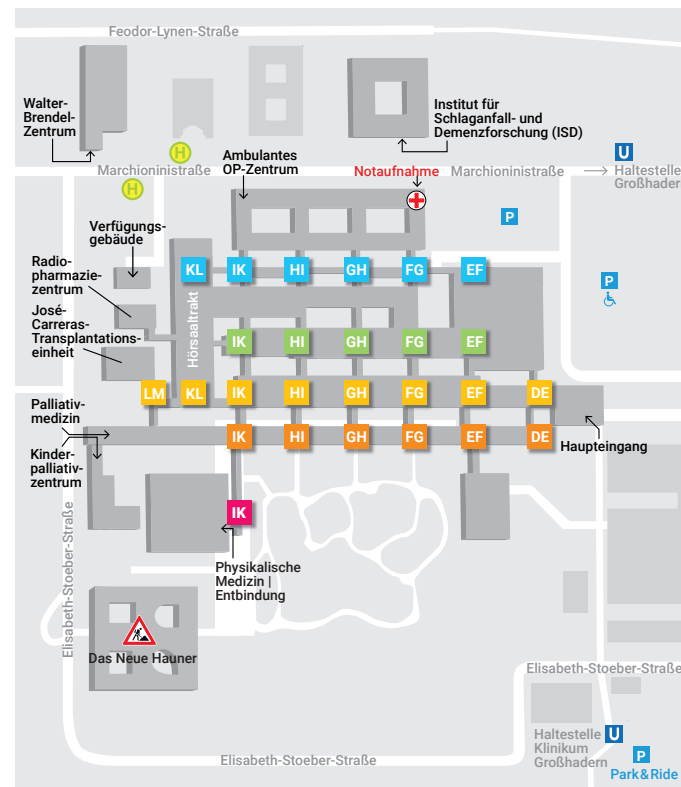 Feodor-Lynen-Straße
Walter-
Brendel-
Zentrum
Institut für
Schlaganfall- und
Demenzforschung (ISD)
H
H
Marchioninistraße
Ambulantes
OP-Zentrum
Notaufnahme
Marchioninistraße
U
Haltestelle
Großhader
P
P
Verfügungs-
gebäude
Radio-
pharmazie-
zentrum
José-
Carreras-
Transplantations-
einheit
Hörsaaltrakt
KL IK HI GH FG EF
IK HI GH FG EF
LM KL IK HI GH FG EF DE
IK HI GH FG EF DE
Palliativ-
medizin
Kinder-
palliativ-
zentrum
Haupteingang
IK
Physikalische
Medizin |
Entbindung
Elisabeth-Stoeber-Straße
Das Neue Hauner
Elisabeth-Stoeber-Straße
Elisabeth-Stoeber-Straße
Haltestelle
Klinikum
Großhadern
U
P
Park&Ride